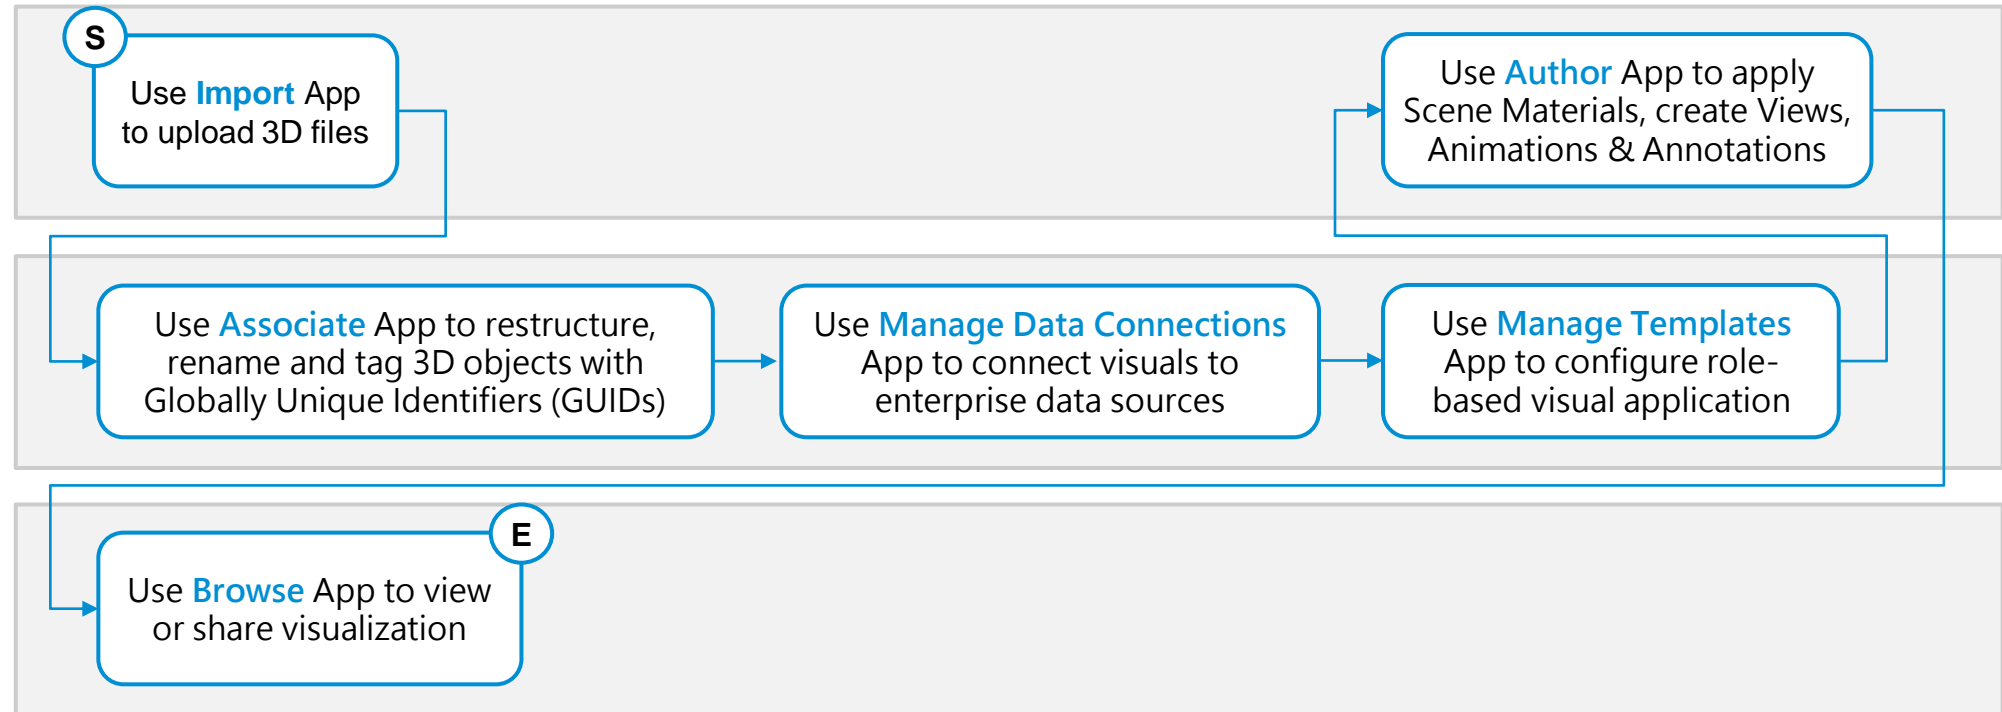 S
Use Import App
to upload 3D files
Use Author App to apply
Scene Materials, create Views,
Animations & Annotations
Use Associate App to restructure,
rename and tag 3D objects with
Globally Unique Identifiers (GUIDs)
Use Manage Data Connections
App to connect visuals to
enterprise data sources
Use Manage Templates
App to configure role-
based visual application
E
Use Browse App to view
or share visualization